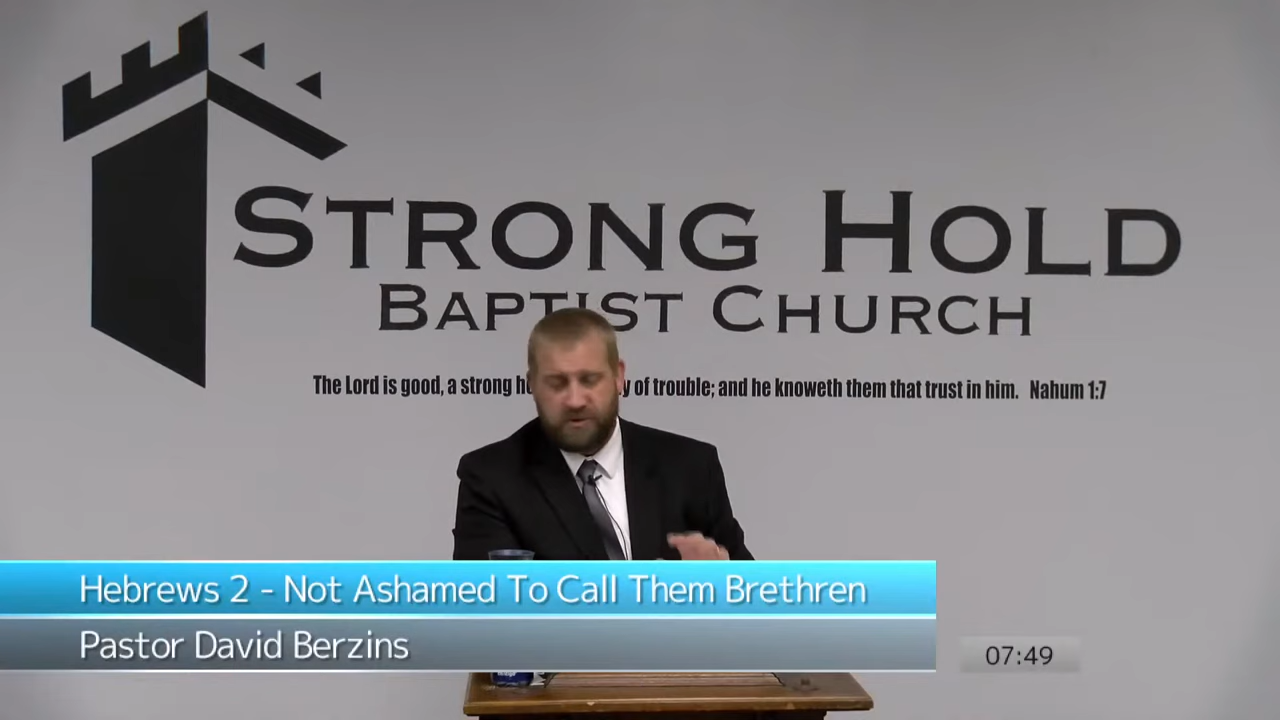 STRONG HOLD
BAPTIST CHURCH
The Lord is good, a strong of trouble; and he knoweth them that trust in him. Nahum 1:7
Hebrews 2 - Not Ashamed To Call Them Brethren
Pastor David Berzins
07:49